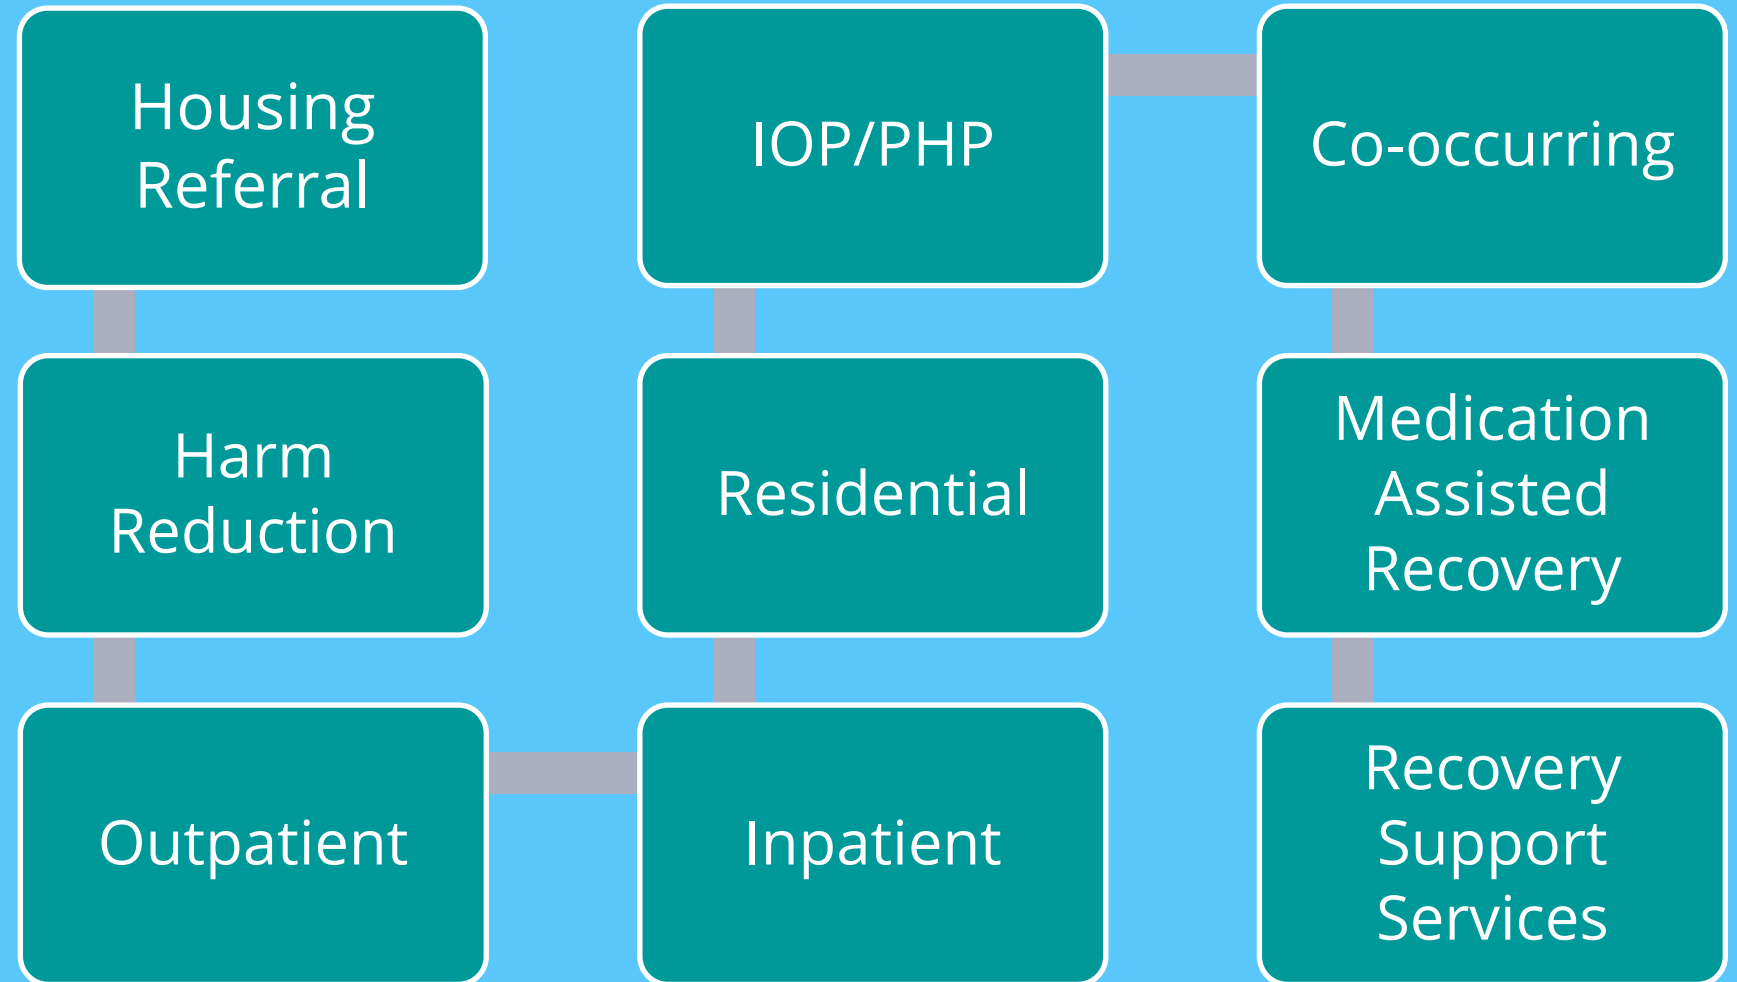 Housing
Referral
Harm
Reduction
Outpatient
Inpatient
Residential
IOP/PHP
Co-occurring
Medication
Assisted
Recovery
Recovery
Support
Services